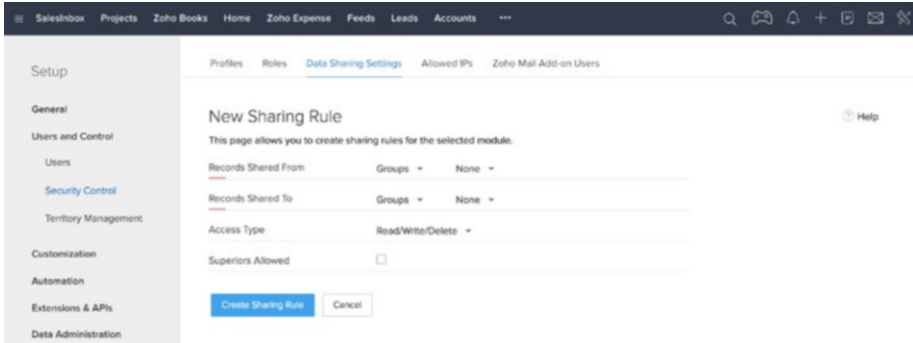 SalesInbox Projects Zoho Books Home Zoho Expense Feeds Leads Accounts •••
Setup
General
Users and Control
Users
Security Control
Territory Management
Customization
Automation
Extensions & APIs
Data Administration
Profiles Roles Data Sharing Settings Allowed IPs Zoho Mail Add-on Users
New Sharing Rule
? Help
This page allows you to create sharing rules for the selected module.
Records Shared From Groups None
Records Shared To Groups None
Access Type Read/Write/Delete
Superiors Allowed
Create Sharing Rule Cancel